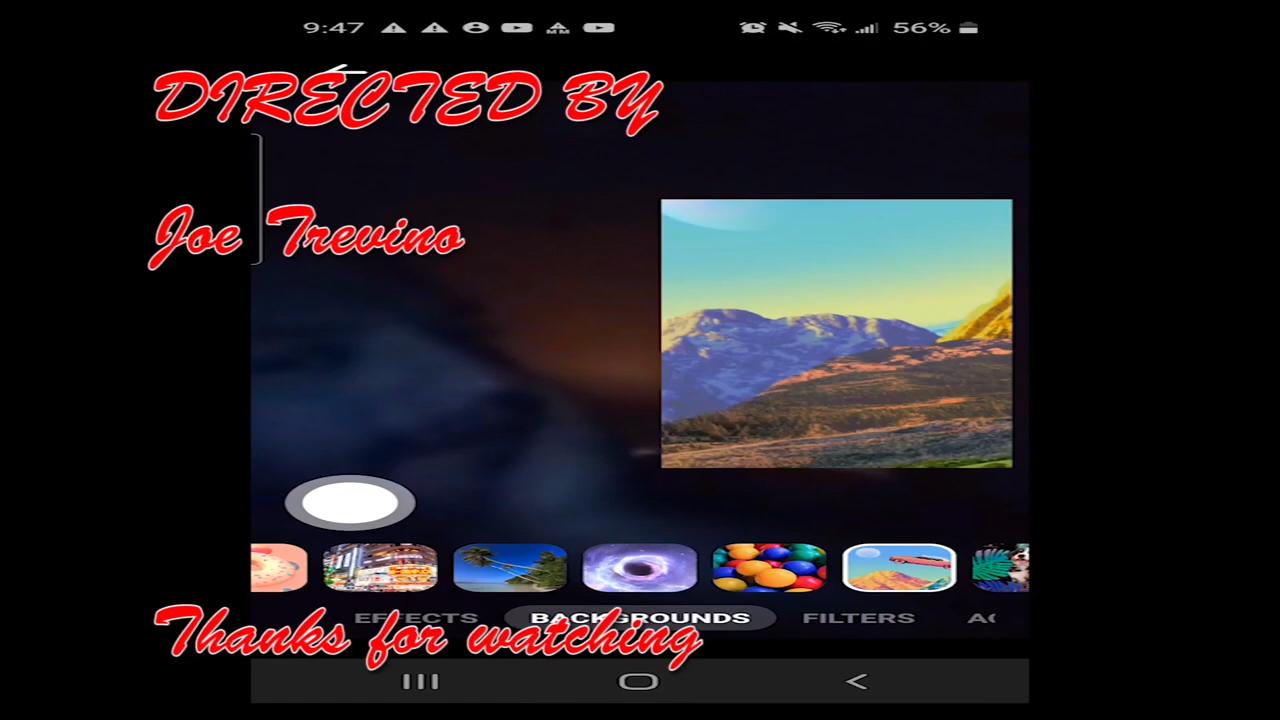 9:47
56%
DIRECTED BY
Joe Trevino
EFFECTS BACKGROUNDS FILTERS
Thanks for watching